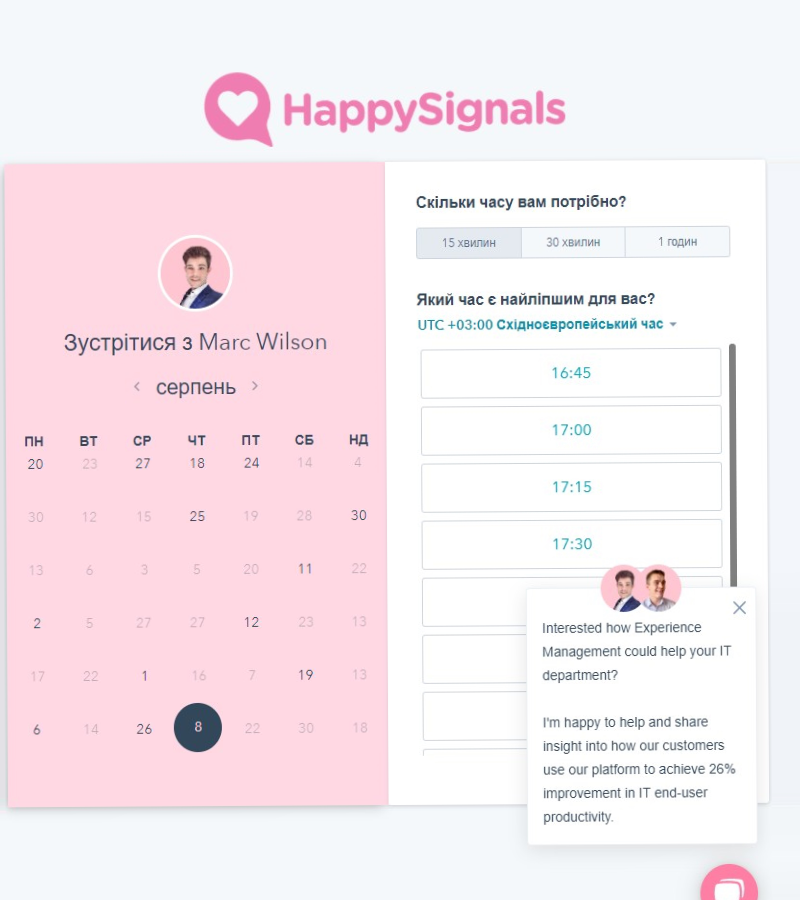 HappySignals
Зустрітися з Marc Wilson
серпень
ПН ВТ СР ЧТ ПТ СБ НД
20 23 27 18 24 14 4
30 12 15 25 19 28 30
13 6 3 5 20 11 22
2 5 27 27 12 23 13
17 22 1 16 7 19 13
6 14 26 8 22 30 18
Скільки часу вам потрібно?
15 хвилин 30 хвилин 1 годин
Який час є найліпшим для вас?
UTC +03:00 Східноєвропейський час
16:45
17:00
17:15
17:30
Interested how Experience
Management could help your IT
department?
I'm happy to help and share
insight into how our customers
use our platform to achieve 26%
improvement in IT end-user
productivity.